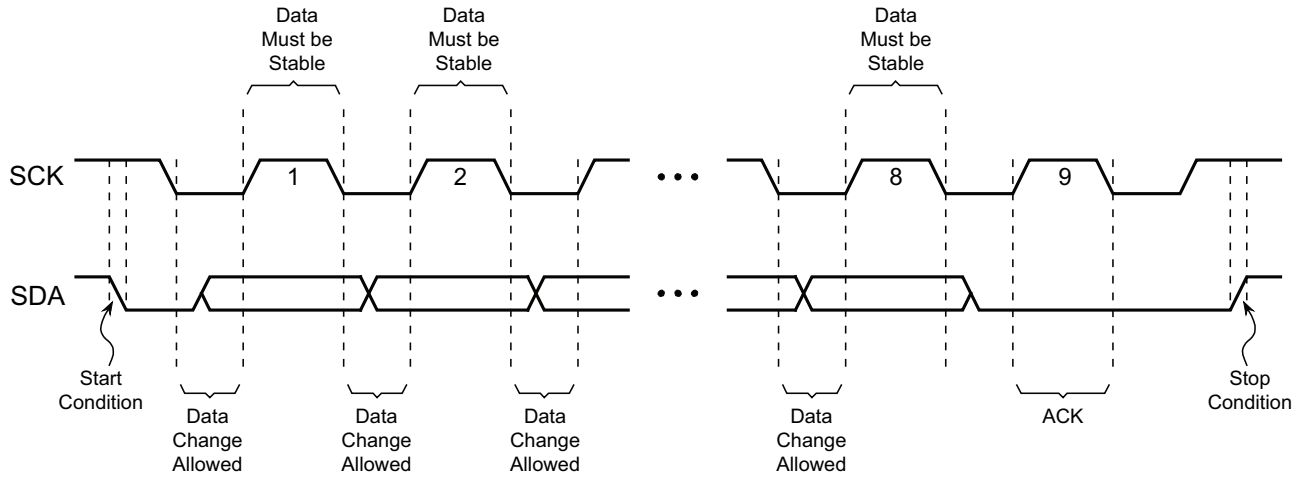 Data
Must be
Stable
Data
Must be
Stable
Data
Must be
Stable
SCK
1
2
8
9
SDA
Start
Condition
Data
Change
Allowed
Data
Change
Allowed
Data
Change
Allowed
Data
Change
Allowed
ACK
Stop
Condition